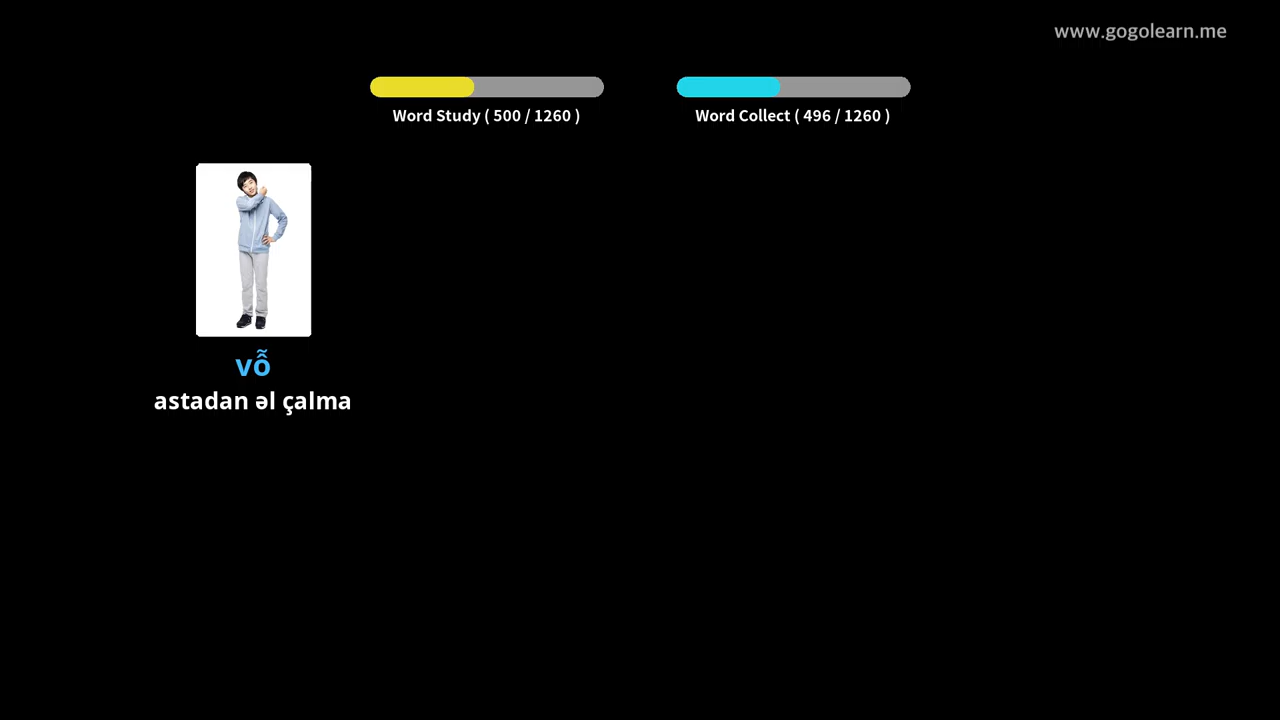 www.gogolearn.me
Word Study ( 500 / 1260 )
Word Collect ( 496 / 1260 )
vỗ
astadan əl çalma